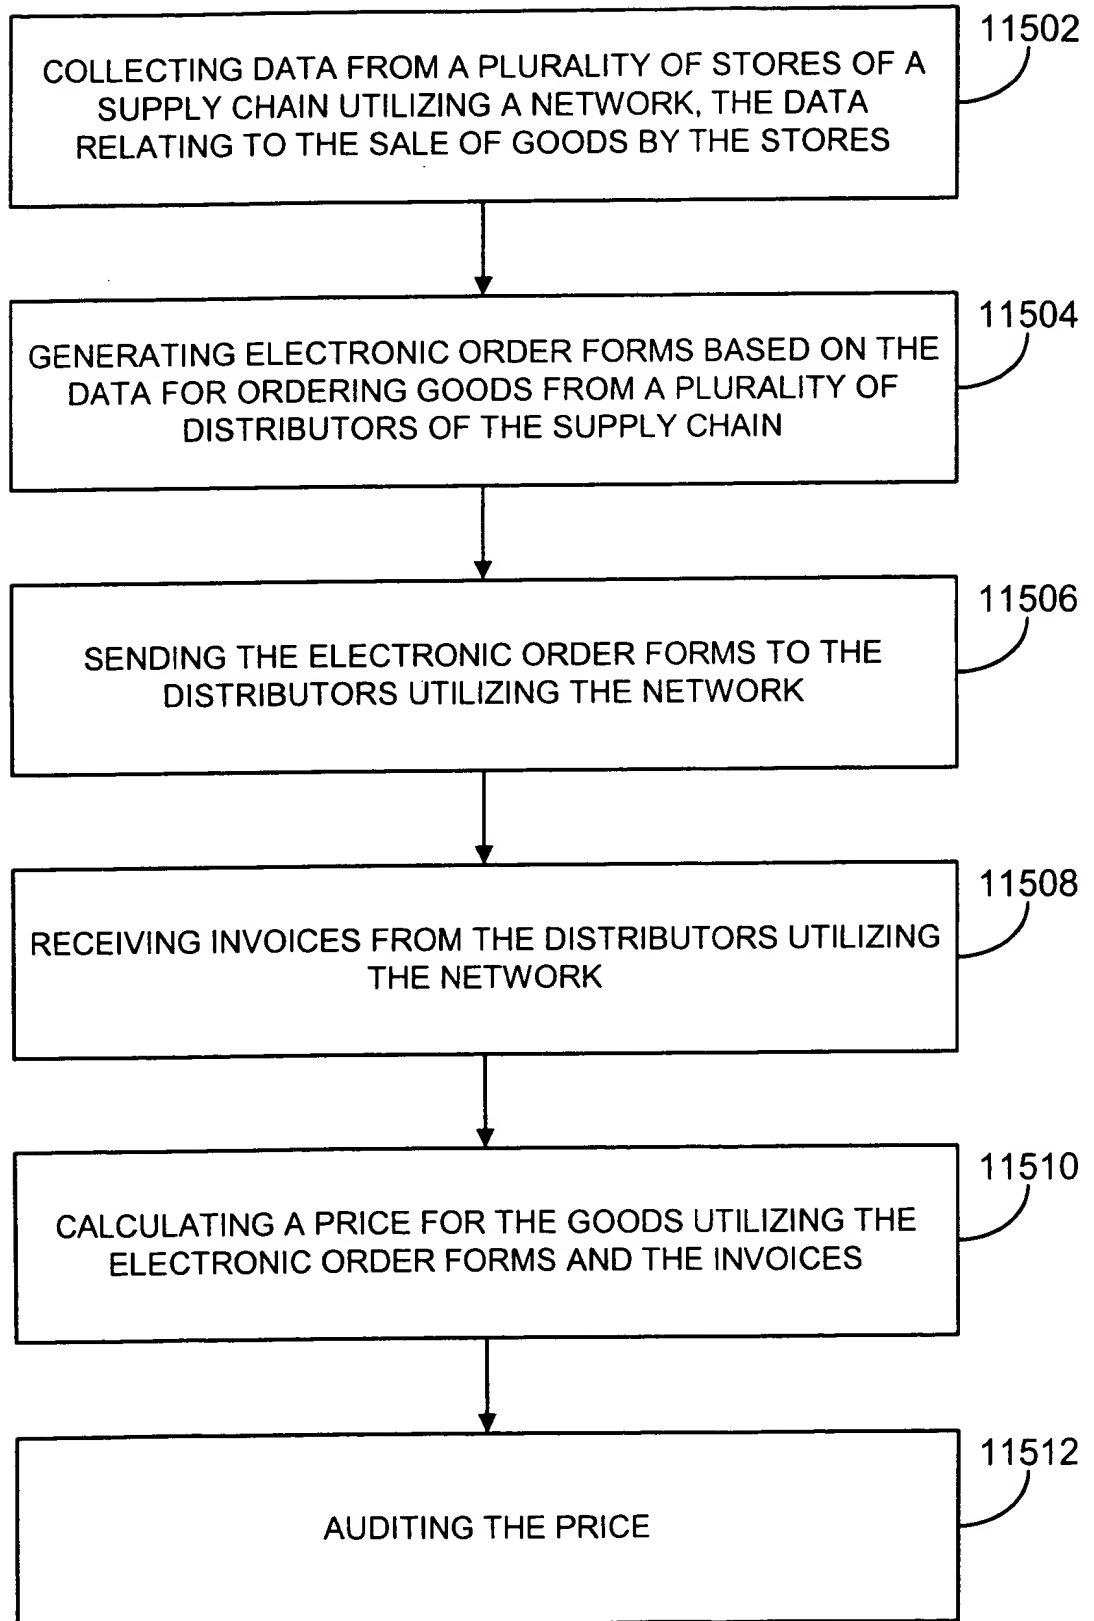 11502
COLLECTING DATA FROM A PLURALITY OF STORES OF A
SUPPLY CHAIN UTILIZING A NETWORK, THE DATA
RELATING TO THE SALE OF GOODS BY THE STORES
11504
GENERATING ELECTRONIC ORDER FORMS BASED ON THE
DATA FOR ORDERING GOODS FROM A PLURALITY OF
DISTRIBUTORS OF THE SUPPLY CHAIN
11506
SENDING THE ELECTRONIC ORDER FORMS TO THE
DISTRIBUTORS UTILIZING THE NETWORK
11508
RECEIVING INVOICES FROM THE DISTRIBUTORS UTILIZING
THE NETWORK
11510
CALCULATING A PRICE FOR THE GOODS UTILIZING THE
ELECTRONIC ORDER FORMS AND THE INVOICES
11512
AUDITING THE PRICE